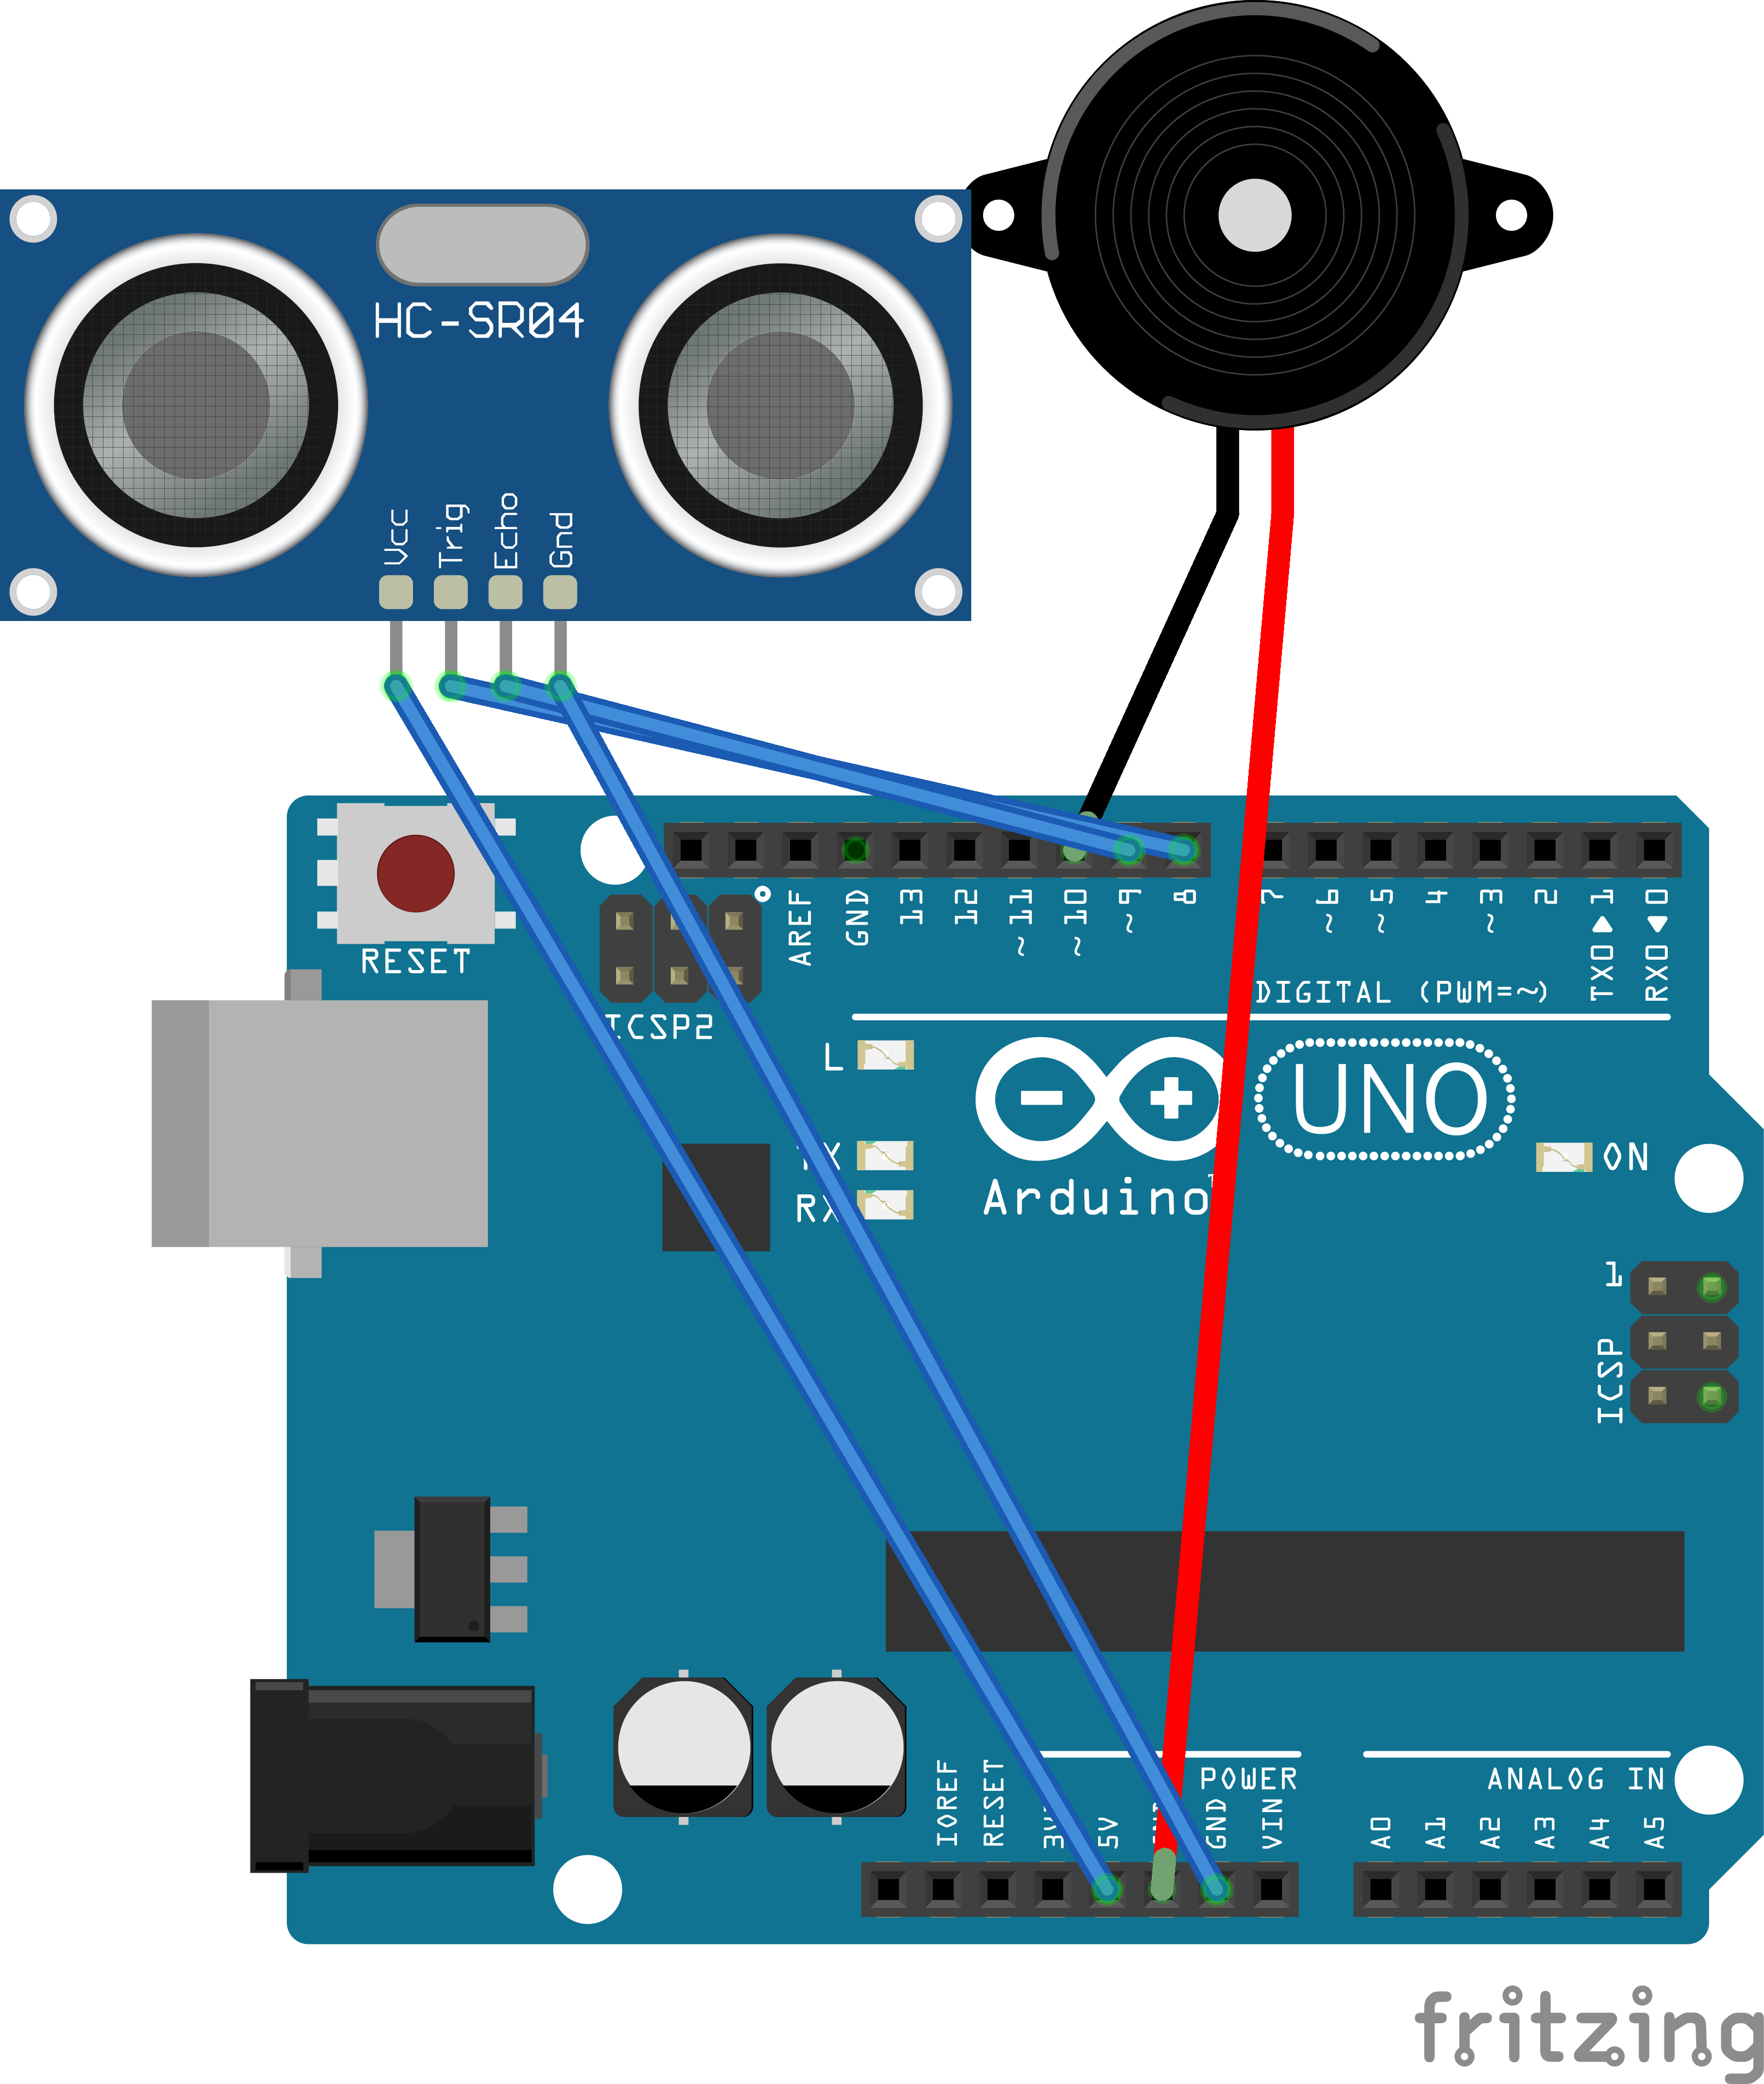 HC-SR04
Vcc
Trig
Echo
Gnd
RESET
ICSP2
AREF
GND
13
12
~11
~10
~9
8
7
~6
~5
4
~3
2
TX0 ▶ 1
RX0 ◀ 0
DIGITAL (PWM=~)
L
TX
RX
UNO
Arduino
ON
1
ICSP
POWER
ANALOG IN
IOREF
RESET
5V
GND
VIN
A0
A1
A2
A3
A4
A5
fritzing